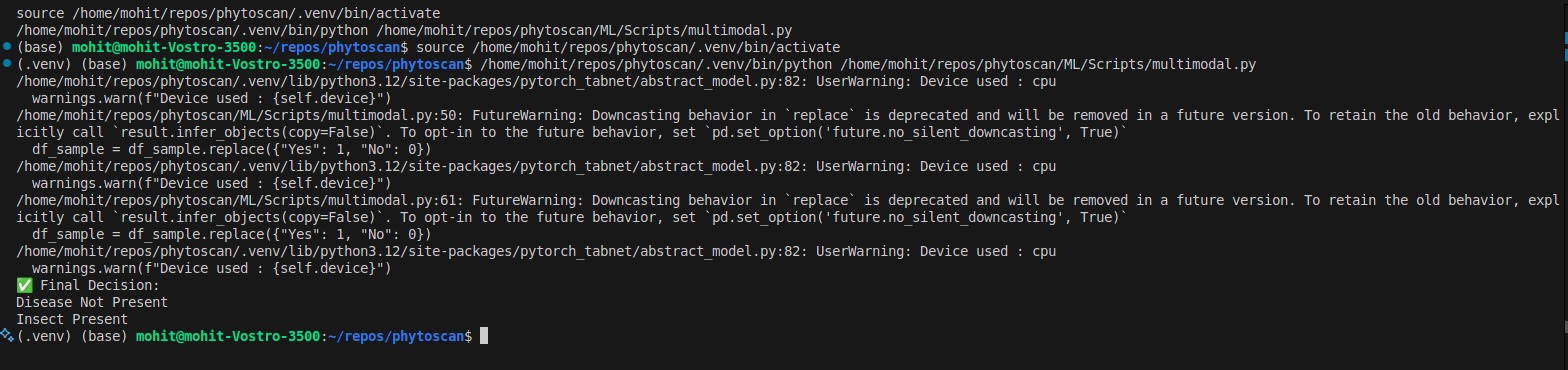 source /home/mohit/repos/phytoscan/.venv/bin/activate
/home/mohit/repos/phytoscan/.venv/bin/python /home/mohit/repos/phytoscan/ML/Scripts/multimodal.py
(base) mohit@mohit-Vostro-3500:~/repos/phytoscan$ source /home/mohit/repos/phytoscan/.venv/bin/activate
(.venv) (base) mohit@mohit-Vostro-3500:~/repos/phytoscan$ /home/mohit/repos/phytoscan/.venv/bin/python /home/mohit/repos/phytoscan/ML/Scripts/multimodal.py
/home/mohit/repos/phytoscan/.venv/lib/python3.12/site-packages/pytorch_tabnet/abstract_model.py:82: UserWarning: Device used : cpu
  warnings.warn(f"Device used : {self.device}")
/home/mohit/repos/phytoscan/ML/Scripts/multimodal.py:50: FutureWarning: Downcasting behavior in `replace` is deprecated and will be removed in a future version. To retain the old behavior, expl
icitly call `result.infer_objects(copy=False)`. To opt-in to the future behavior, set `pd.set_option('future.no_silent_downcasting', True)`
  df_sample = df_sample.replace({"Yes": 1, "No": 0})
/home/mohit/repos/phytoscan/.venv/lib/python3.12/site-packages/pytorch_tabnet/abstract_model.py:82: UserWarning: Device used : cpu
  warnings.warn(f"Device used : {self.device}")
/home/mohit/repos/phytoscan/ML/Scripts/multimodal.py:61: FutureWarning: Downcasting behavior in `replace` is deprecated and will be removed in a future version. To retain the old behavior, expl
icitly call `result.infer_objects(copy=False)`. To opt-in to the future behavior, set `pd.set_option('future.no_silent_downcasting', True)`
  df_sample = df_sample.replace({"Yes": 1, "No": 0})
/home/mohit/repos/phytoscan/.venv/lib/python3.12/site-packages/pytorch_tabnet/abstract_model.py:82: UserWarning: Device used : cpu
  warnings.warn(f"Device used : {self.device}")
✅ Final Decision:
Disease Not Present
Insect Present
(.venv) (base) mohit@mohit-Vostro-3500:~/repos/phytoscan$